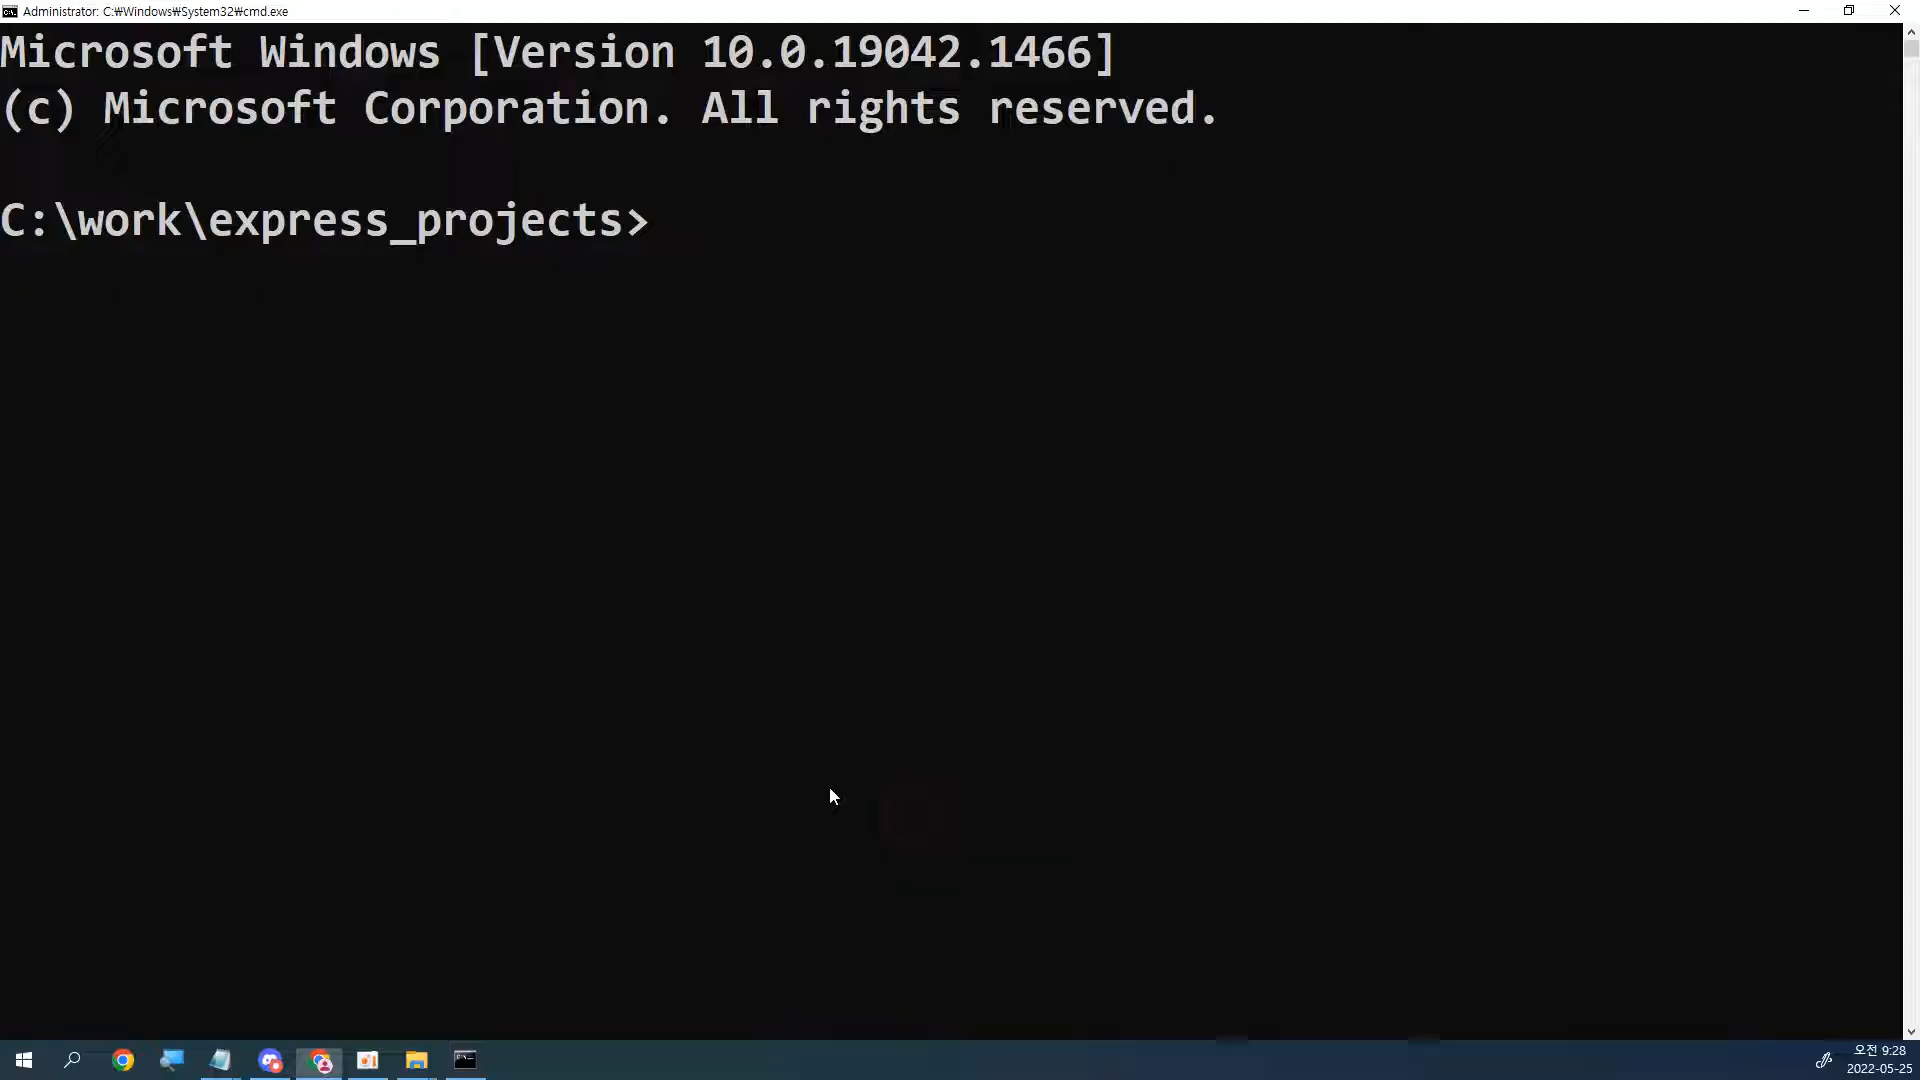 Administrator: C:₩Windows₩System32₩cmd.exe
Microsoft Windows [Version 10.0.19042.1466]
(c) Microsoft Corporation. All rights reserved.
C:\work\express_projects>
오전 9:28
2022-05-25